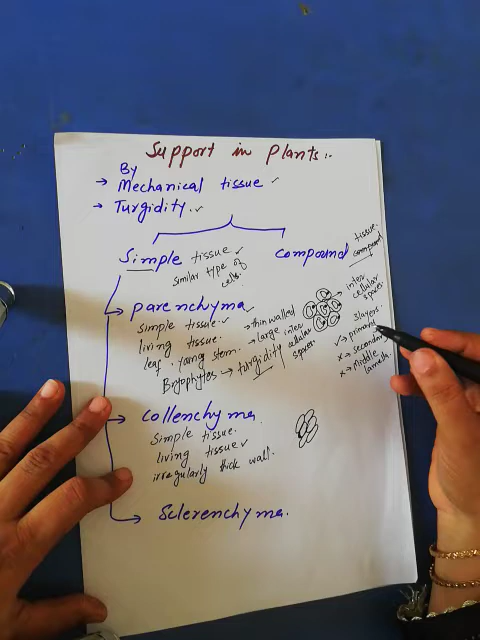 Support in Plants:-
By
→ Mechanical tissue ✓
→ Turgidity ✓
Simple tissue ✓
similar type of
cells.
compound tissue
compound
→ parenchyma ✓
simple tissue ✓
living tissue
leaf . young stem.
Bryophytes → turgidity
→ thin walled
→ large inter
cellular
spaces
inter
cellular
spaces
3 layers.
✓ → primary
x → secondary
x → Middle
lamella.
→ Collenchyma
simple tissue.
living tissue ✓
irregularly thick wall.
→ Sclerenchyma.